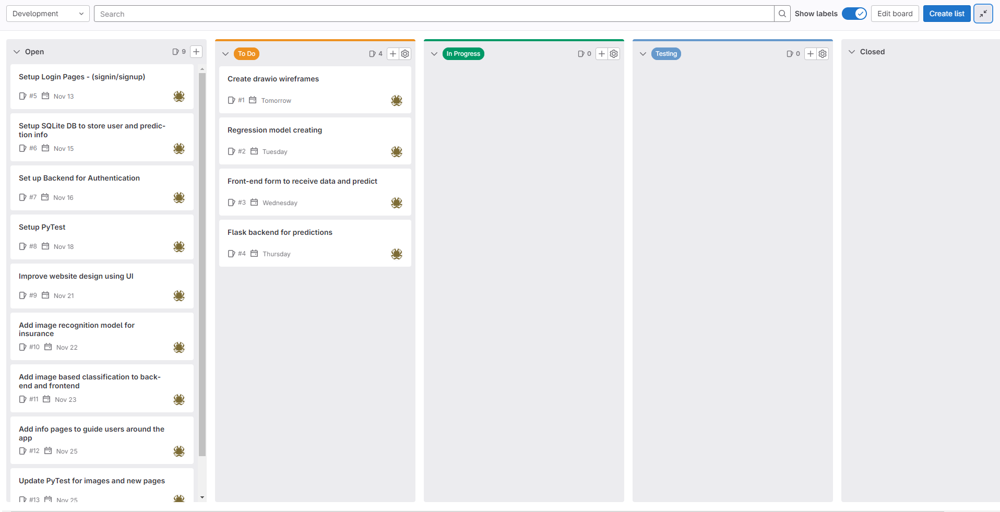 Development
Search
Show labels
Edit board
Create list
Open
9
Setup Login Pages - (signin/signup)
#5 Nov 13
Setup SQLite DB to store user and predic-
tion info
#6 Nov 15
Set up Backend for Authentication
#7 Nov 16
Setup PyTest
#8 Nov 18
Improve website design using UI
#9 Nov 21
Add image recognition model for
insurance
#10 Nov 22
Add image based classification to back-
end and frontend
#11 Nov 23
Add info pages to guide users around the
app
#12 Nov 25
Update PyTest for images and new pages
#13 Nov 25
To Do
4
Create drawio wireframes
#1 Tomorrow
Regression model creating
#2 Tuesday
Front-end form to receive data and predict
#3 Wednesday
Flask backend for predictions
#4 Thursday
In Progress
0
Testing
0
Closed